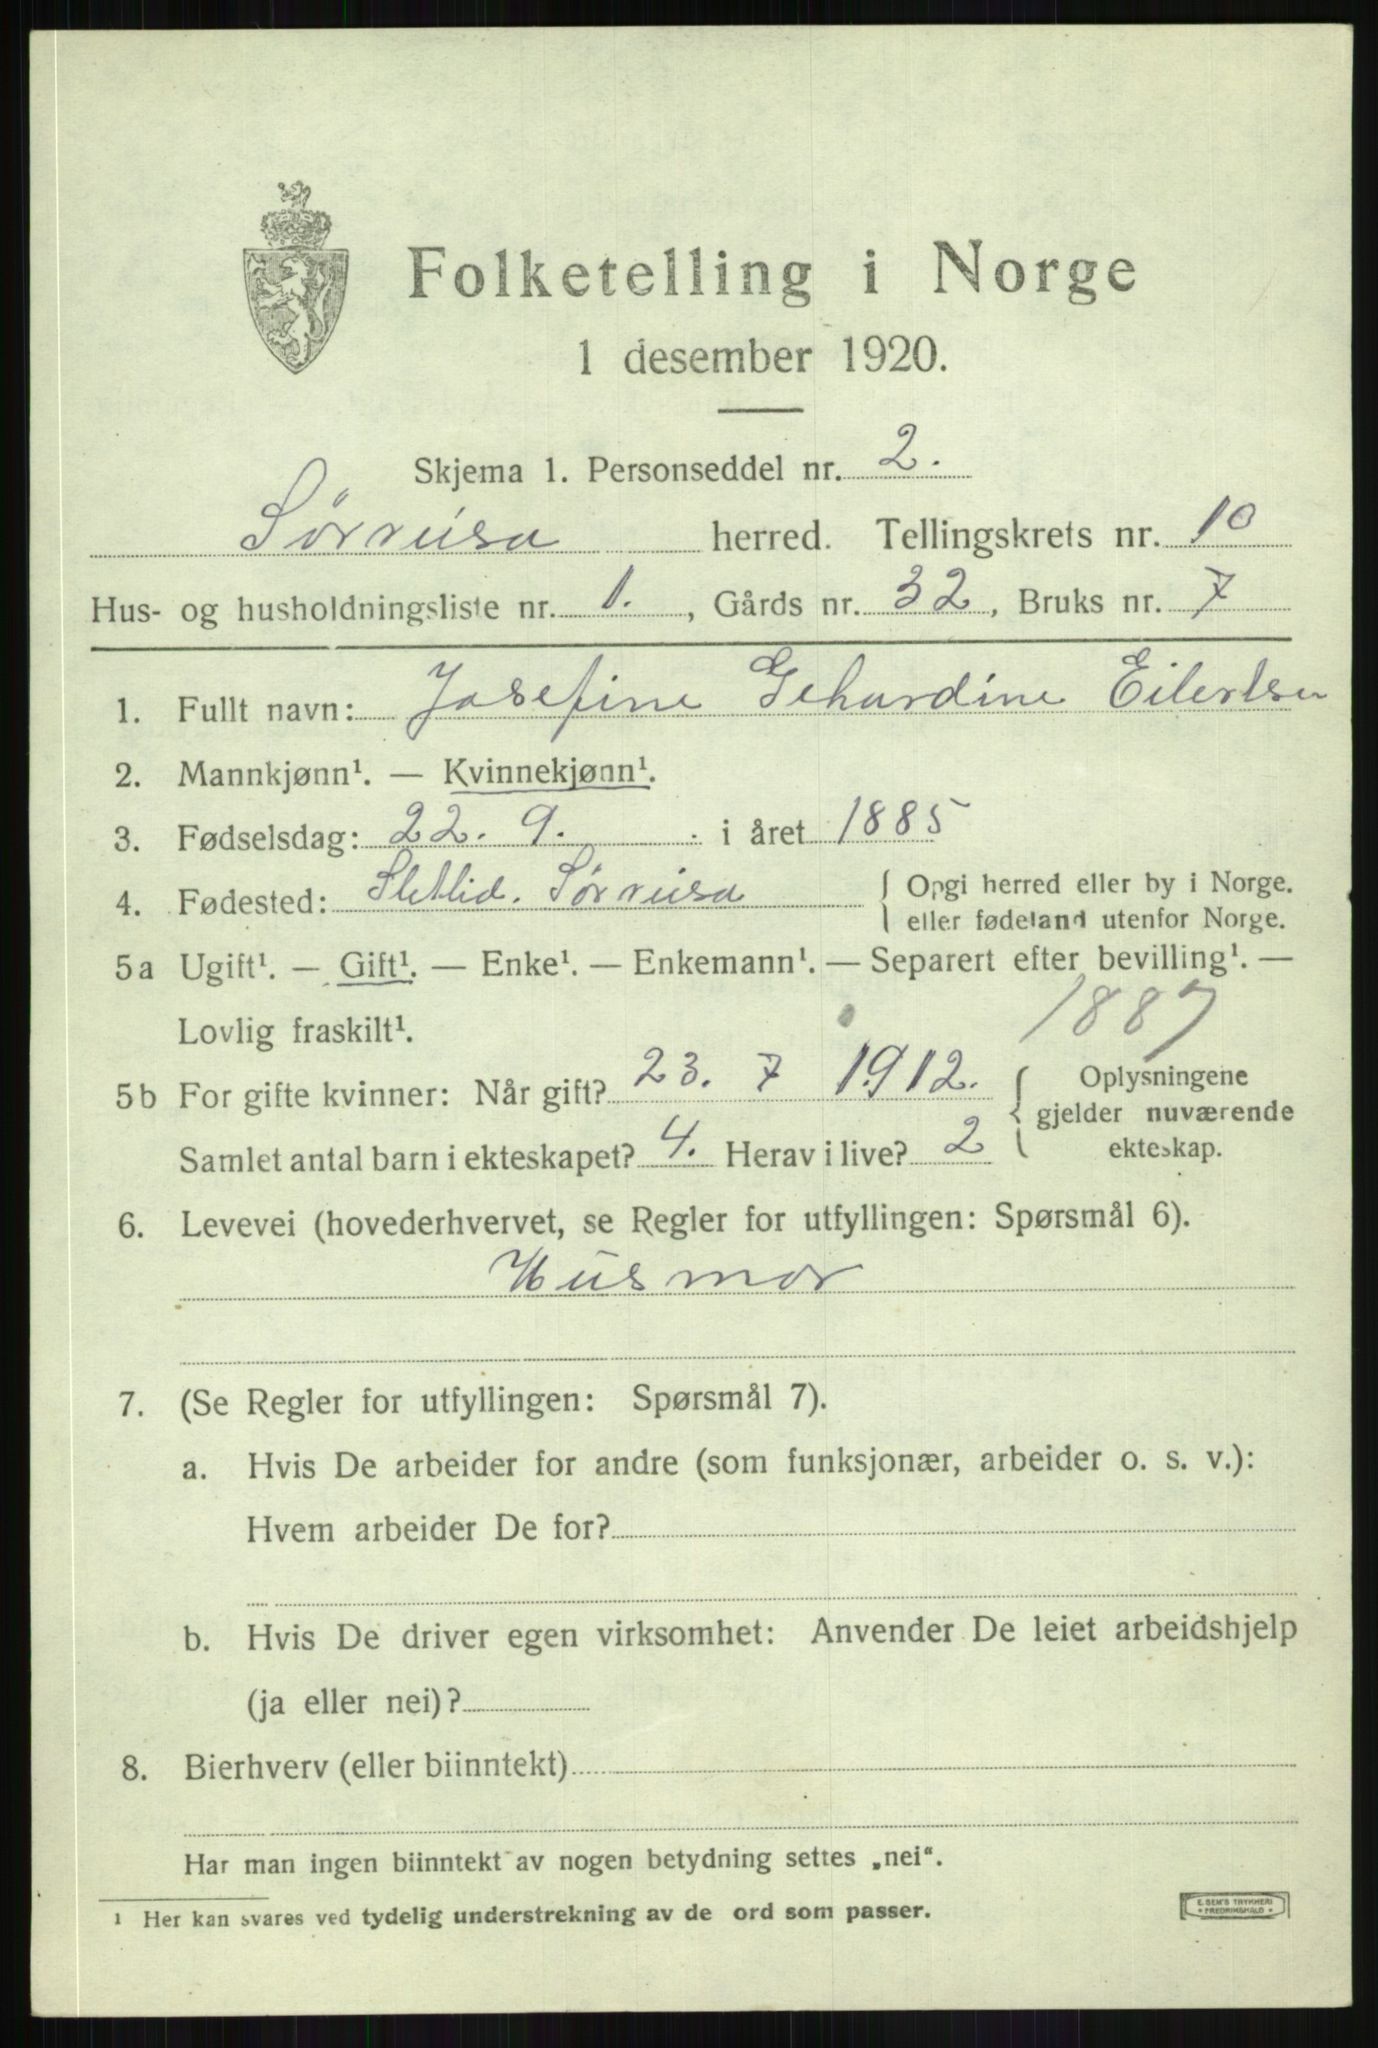 Folketelling i Norge
1 desember 1920.
Skjema 1. Personseddel nr. 2.
Sørreisa herred. Tellingskrets nr. 10
Hus- og husholdningsliste nr. 1., Gårds nr. 32, Bruks nr. 7
1. Fullt navn: Josefine Gehardine Eilertsen
2. Mannkjønn¹. — Kvinnekjønn¹.
3. Fødselsdag: 22. 9. i året 1885
4. Fødested: Sletlid. Sørreisa { Opgi herred eller by i Norge.
eller fødeland utenfor Norge.
5a Ugift¹. — Gift¹. — Enke¹. — Enkemann¹. — Separert efter bevilling¹. —
Lovlig fraskilt¹. 1887
5b For gifte kvinner: Når gift? 23. 7 1912. { Oplysningene
gjelder nuværende
Samlet antal barn i ekteskapet? 4. Herav i live? 2 ekteskap.
6. Levevei (hovederhvervet, se Regler for utfyllingen: Spørsmål 6).
Husmor
7. (Se Regler for utfyllingen: Spørsmål 7).
a. Hvis De arbeider for andre (som funksjonær, arbeider o. s. v.):
Hvem arbeider De for?
b. Hvis De driver egen virksomhet: Anvender De leiet arbeidshjelp
(ja eller nei)?
8. Bierhverv (eller biinntekt)
Har man ingen biinntekt av nogen betydning settes „nei".
1 Her kan svares ved tydelig understrekning av de ord som passer.
E. SEM'S TRYKKERI
• FREDRIKSHALD •